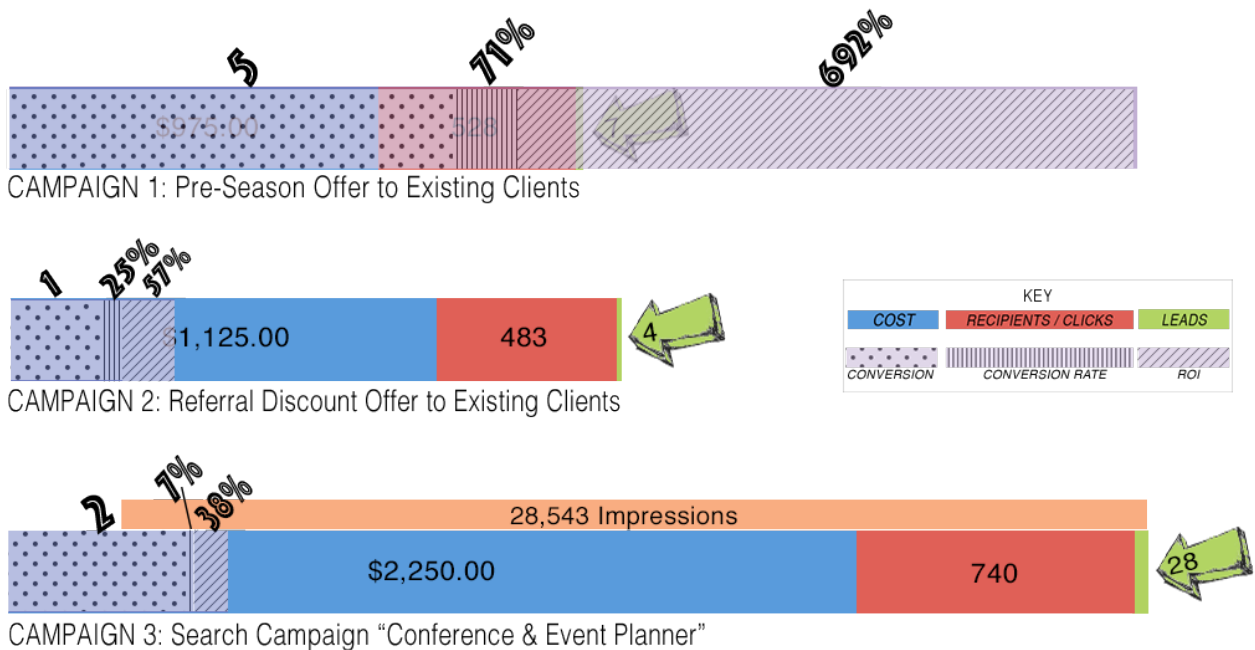 5 71% 692%
$975.00 528 7
CAMPAIGN 1: Pre-Season Offer to Existing Clients
1 25% 57%
$1,125.00 483 4
CAMPAIGN 2: Referral Discount Offer to Existing Clients
KEY
COST RECIPIENTS / CLICKS LEADS
CONVERSION CONVERSION RATE ROI
2 7% 38%
28,543 Impressions
$2,250.00 740 28
CAMPAIGN 3: Search Campaign “Conference & Event Planner”